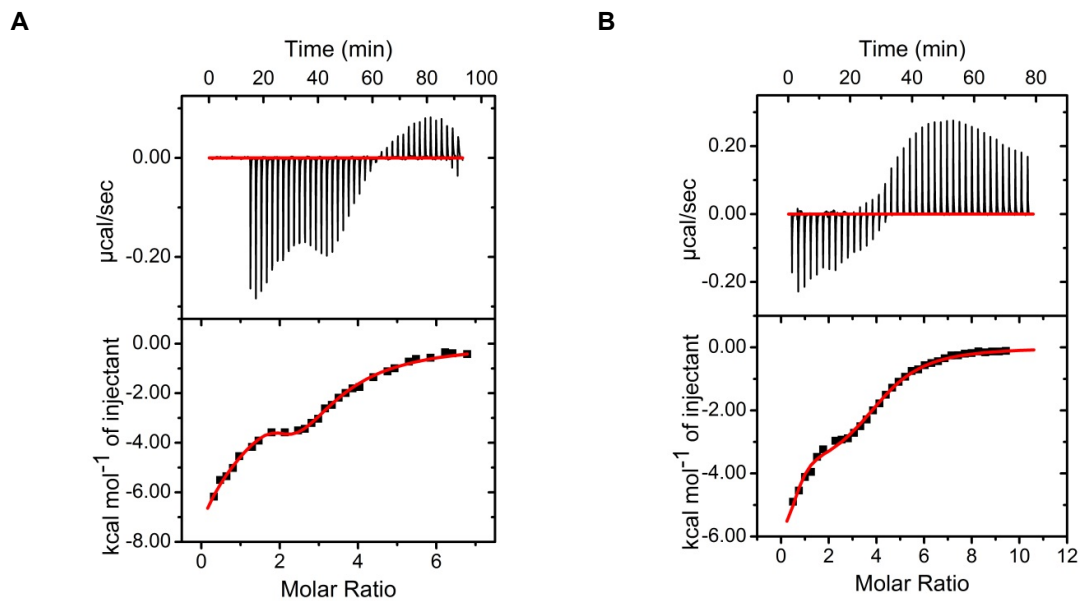 A
Time (min)
0 20 40 60 80 100
0.00
-0.20
µcal/sec
0.00
-2.00
-4.00
-6.00
-8.00
kcal mol⁻¹ of injectant
0 2 4 6
Molar Ratio
B
Time (min)
0 20 40 60 80
0.20
0.00
-0.20
µcal/sec
0.00
-2.00
-4.00
-6.00
kcal mol⁻¹ of injectant
0 2 4 6 8 10 12
Molar Ratio